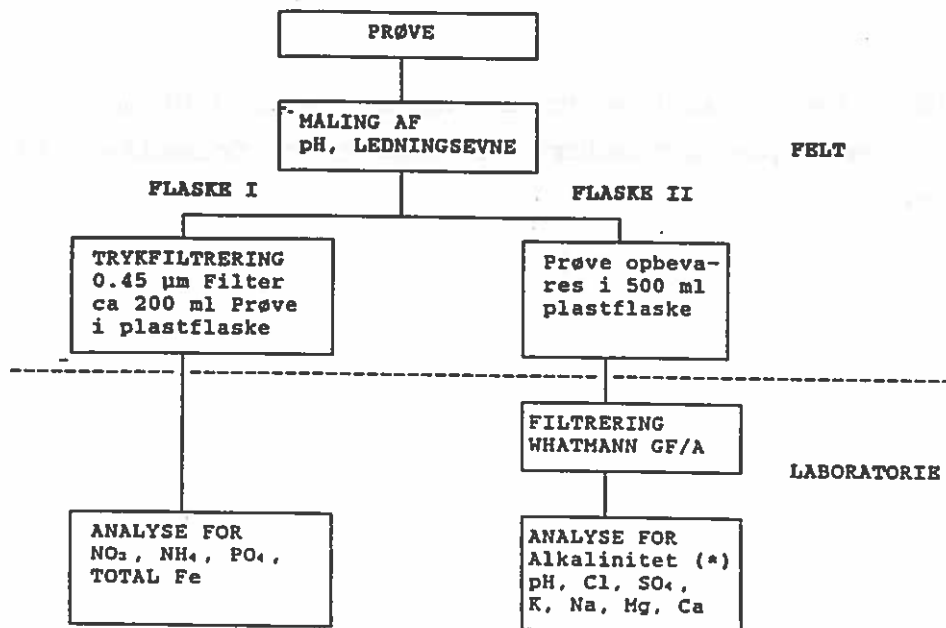 PRØVE
MÅLING AF
pH, LEDNINGSEVNE
FELT
FLASKE I
FLASKE II
TRYKFILTRERING
0.45 µm Filter
ca 200 ml Prøve
i plastflaske
Prøve opbeva-
res i 500 ml
plastflaske
FILTRERING
WHATMANN GF/A
LABORATORIE
ANALYSE FOR
NO₃, NH₄, PO₄,
TOTAL Fe
ANALYSE FOR
Alkalinitet (*)
pH, Cl, SO₄,
K, Na, Mg, Ca